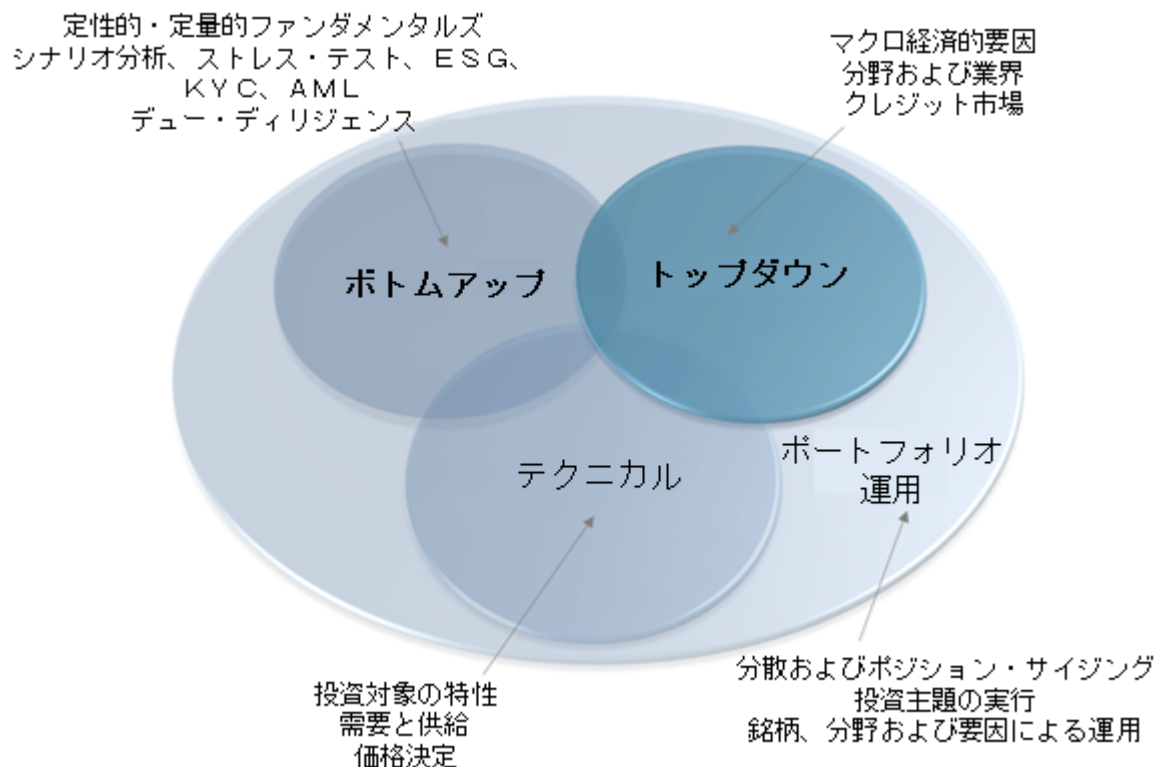 定性的・定量的ファンダメンタルズ
シナリオ分析、ストレス・テスト、ESG、
KYC、AML
デュー・ディリジェンス
マクロ経済的要因
分野および業界
クレジット市場
ボトムアップ
トップダウン
テクニカル
ポートフォリオ
運用
投資対象の特性
需要と供給
価格決定
分散およびポジション・サイジング
投資主題の実行
銘柄、分野および要因による運用